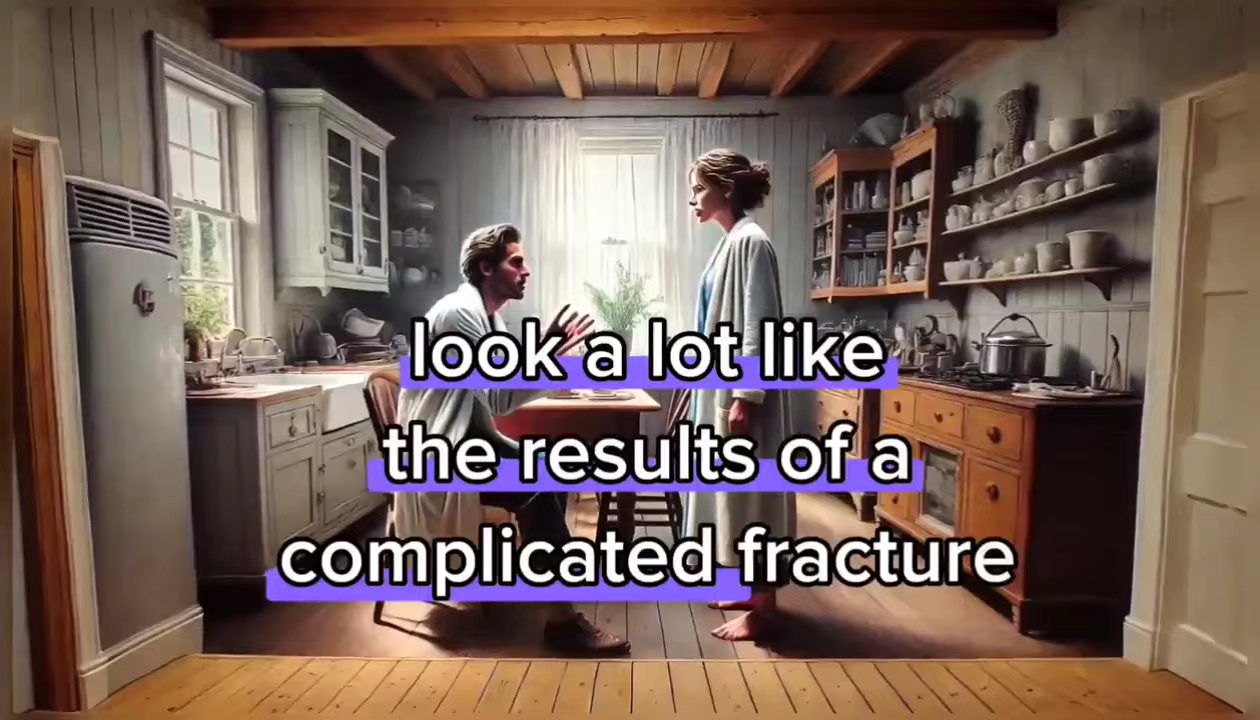 look a lot like
the results of a
complicated fracture